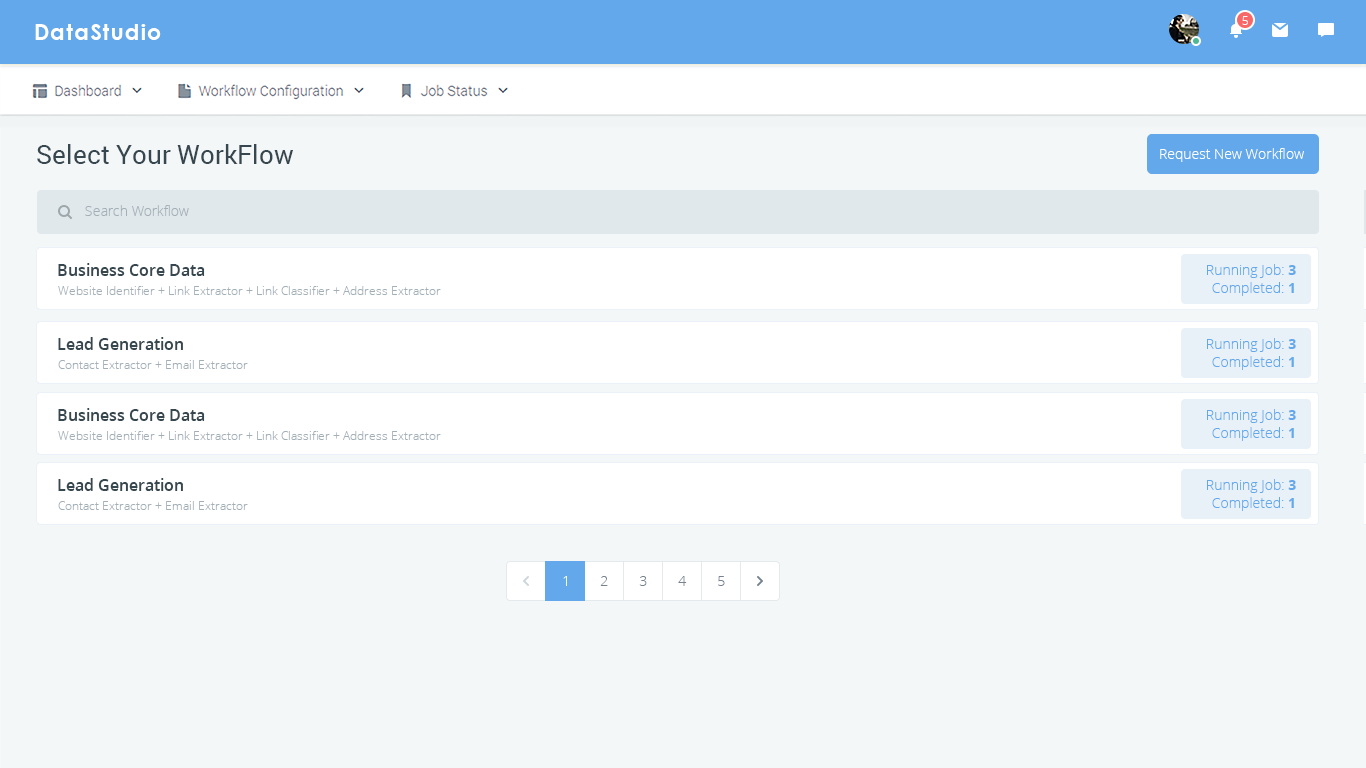 DataStudio
5
Dashboard
Workflow Configuration
Job Status
Select Your WorkFlow
Request New Workflow
Search Workflow
Business Core Data
Website Identifier + Link Extractor + Link Classifier + Address Extractor
Running Job: 3
Completed: 1
Lead Generation
Contact Extractor + Email Extractor
Running Job: 3
Completed: 1
Business Core Data
Website Identifier + Link Extractor + Link Classifier + Address Extractor
Running Job: 3
Completed: 1
Lead Generation
Contact Extractor + Email Extractor
Running Job: 3
Completed: 1
1 2 3 4 5